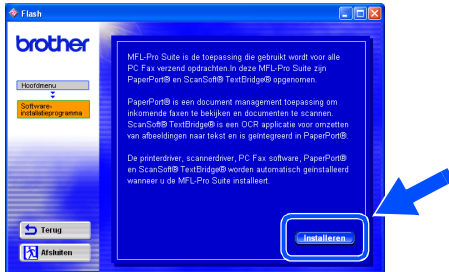 Flash
brother
Hoofdmenu
Software-
installatieprogramma
MFL-Pro Suite is de toepassing die gebruikt wordt voor alle
PC Fax verzend opdrachten.In deze MFL-Pro Suite zijn
PaperPort® en ScanSoft® TextBridge® opgenomen.
PaperPort® is een document management toepassing om
inkomende faxen te bekijken en documenten te scannen.
ScanSoft® TextBridge® is een OCR applicatie voor omzetten
van afbeeldingen naar tekst en is geïntegreerd in PaperPort®.
De printerdriver, scannerdriver, PC Fax software, PaperPort®
en ScanSoft® TextBridge® worden automatisch geïnstalleerd
wanneer u de MFL-Pro Suite installeert.
Terug
Afsluiten
Installeren